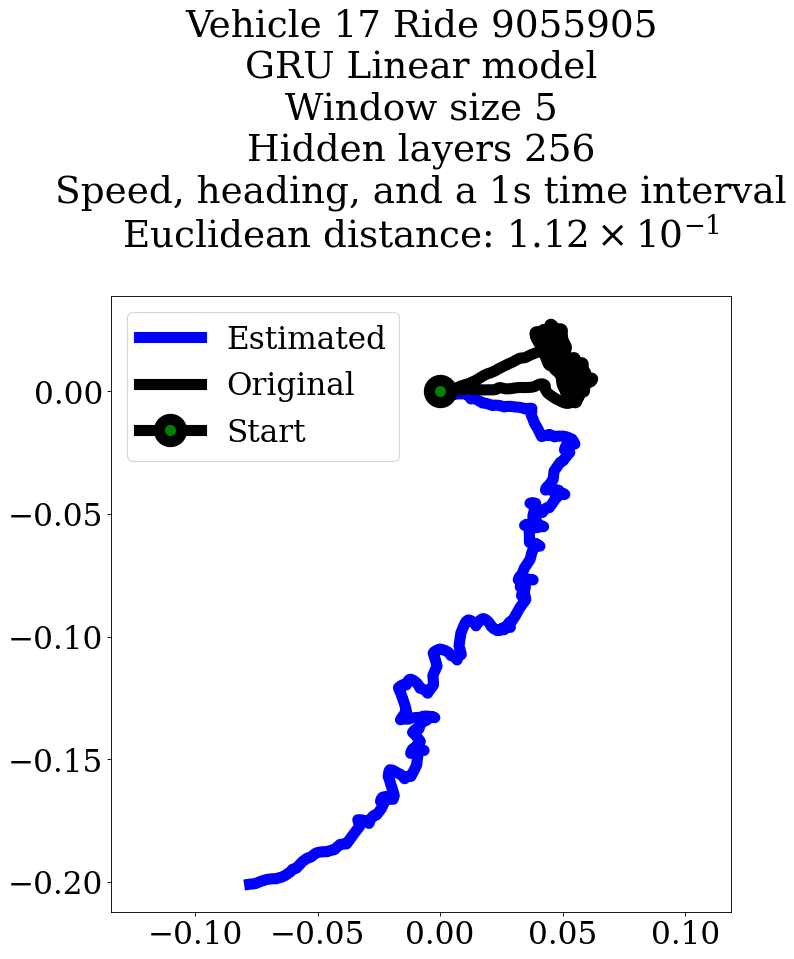 Vehicle 17 Ride 9055905
GRU Linear model
Window size 5
Hidden layers 256
Speed, heading, and a 1s time interval
Euclidean distance: 1.12 × 10⁻¹
Estimated
Original
Start
0.00
−0.05
−0.10
−0.15
−0.20
−0.10 −0.05 0.00 0.05 0.10